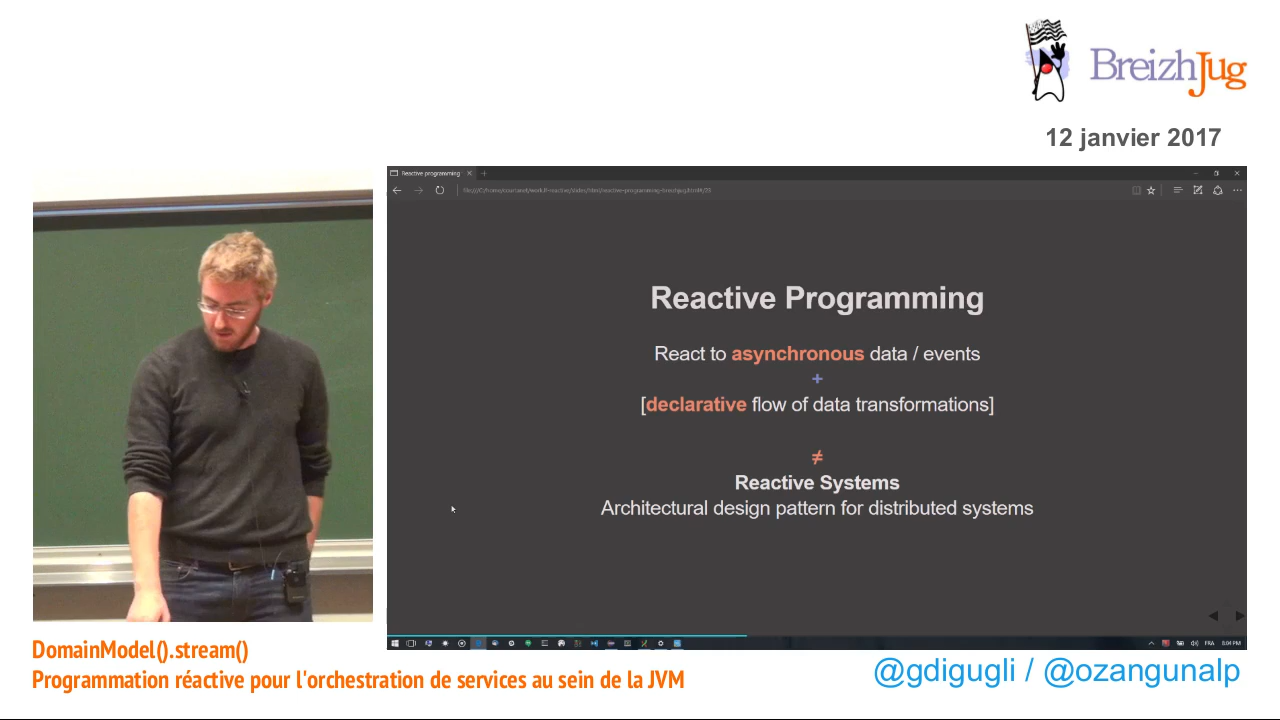 BreizhJug
12 janvier 2017
Reactive programming
Reactive Programming
React to asynchronous data / events
+
[declarative flow of data transformations]
≠
Reactive Systems
Architectural design pattern for distributed systems
FRA
DomainModel().stream()
Programmation réactive pour l'orchestration de services au sein de la JVM
@gdigugli / @ozangunalp